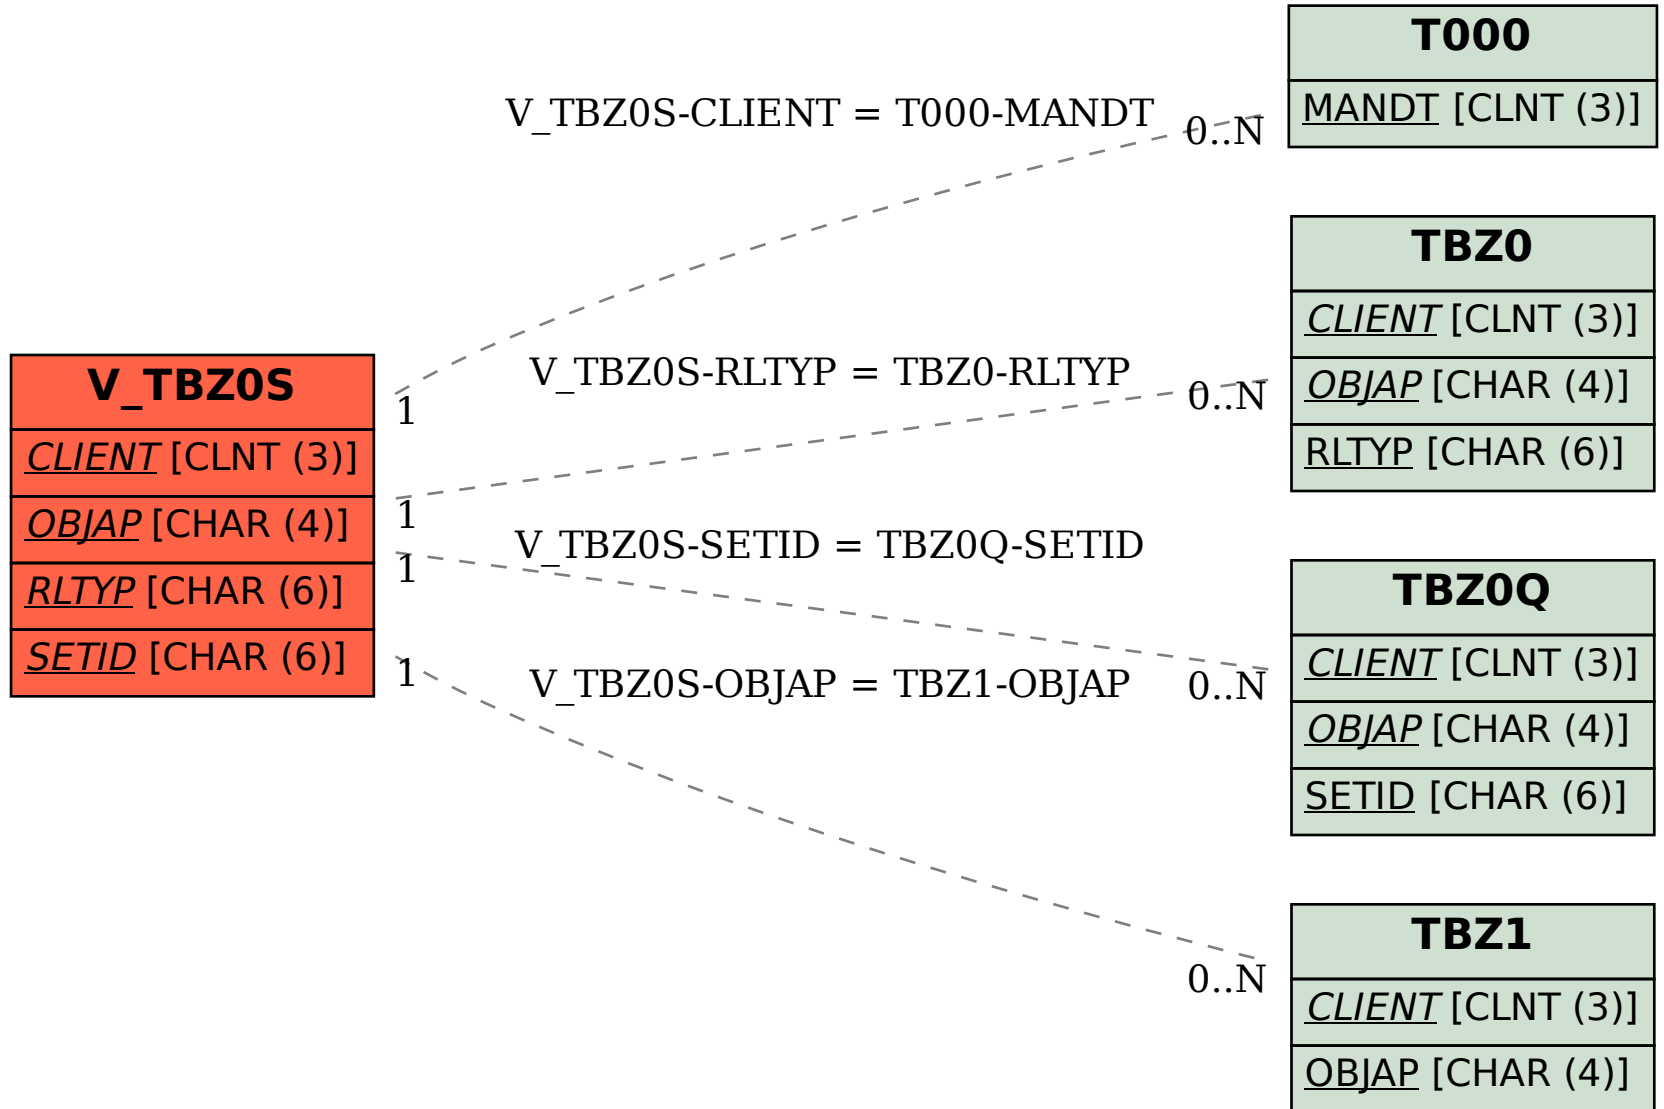 V_TBZ0S
CLIENT [CLNT (3)]
OBJAP [CHAR (4)]
RLTYP [CHAR (6)]
SETID [CHAR (6)]
V_TBZ0S-CLIENT = T000-MANDT
1
0..N
V_TBZ0S-RLTYP = TBZ0-RLTYP
1
0..N
V_TBZ0S-SETID = TBZ0Q-SETID
1
0..N
V_TBZ0S-OBJAP = TBZ1-OBJAP
1
0..N
T000
MANDT [CLNT (3)]
TBZ0
CLIENT [CLNT (3)]
OBJAP [CHAR (4)]
RLTYP [CHAR (6)]
TBZ0Q
CLIENT [CLNT (3)]
OBJAP [CHAR (4)]
SETID [CHAR (6)]
TBZ1
CLIENT [CLNT (3)]
OBJAP [CHAR (4)]